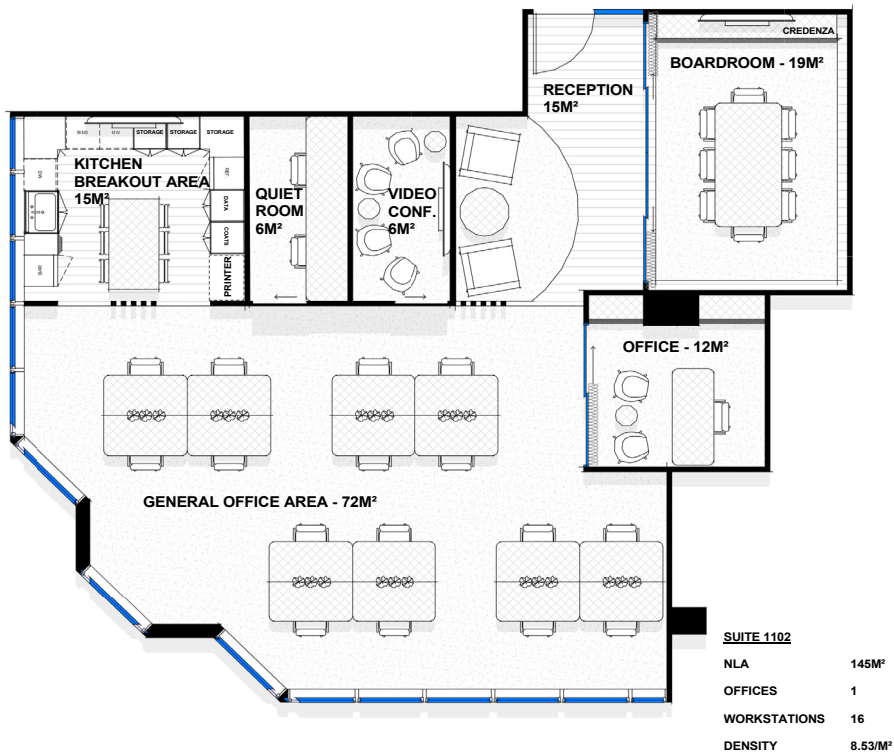 CREDENZA
BOARDROOM - 19M²
RECEPTION
15M²
BINS
M/W
STORAGE
STORAGE
STORAGE
KITCHEN
BREAKOUT AREA
15M²
REF.
DATA
COATS
PRINTER
BAR
QUIET
ROOM
6M²
VIDEO
CONF.
6M²
OFFICE - 12M²
GENERAL OFFICE AREA - 72M²
SUITE 1102
NLA 145M²
OFFICES 1
WORKSTATIONS 16
DENSITY 8.53/M²